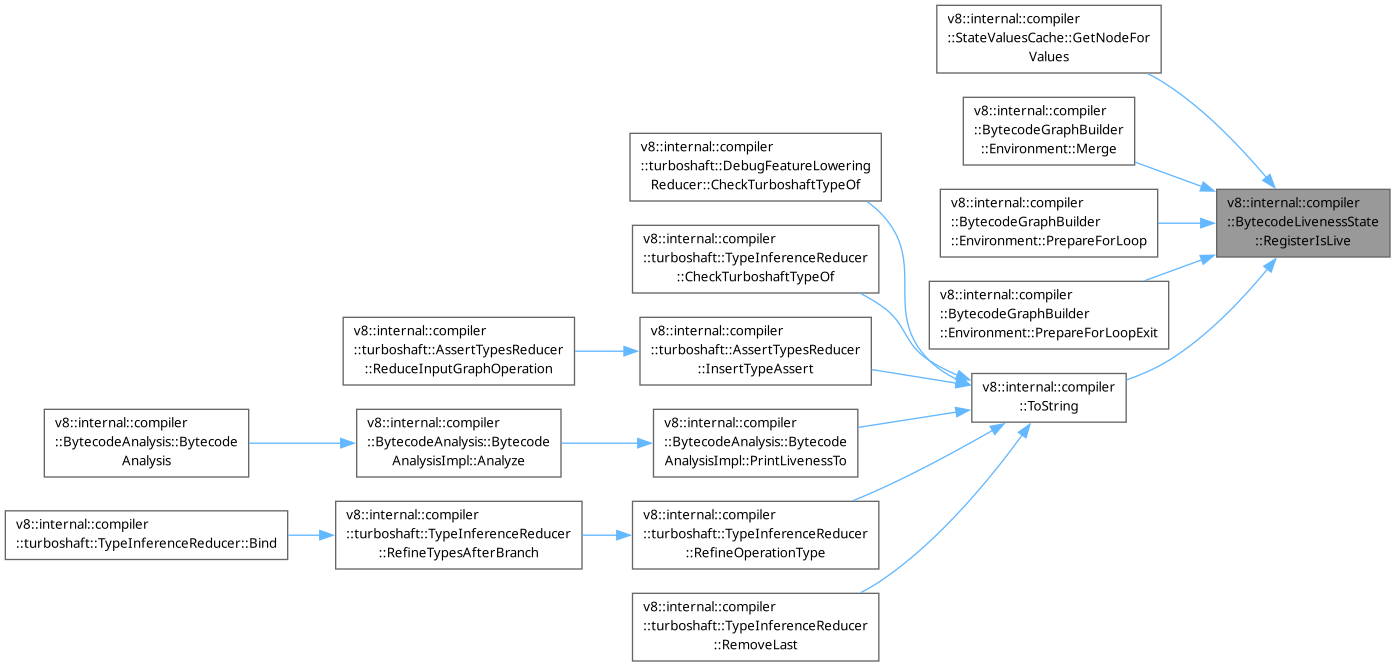 v8::internal::compiler
::StateValuesCache::GetNodeFor
Values
v8::internal::compiler
::BytecodeGraphBuilder
::Environment::Merge
v8::internal::compiler
::turboshaft::DebugFeatureLowering
Reducer::CheckTurboshaftTypeOf
v8::internal::compiler
::BytecodeGraphBuilder
::Environment::PrepareForLoop
v8::internal::compiler
::BytecodeLivenessState
::RegisterIsLive
v8::internal::compiler
::turboshaft::TypeInferenceReducer
::CheckTurboshaftTypeOf
v8::internal::compiler
::BytecodeGraphBuilder
::Environment::PrepareForLoopExit
v8::internal::compiler
::turboshaft::AssertTypesReducer
::ReduceInputGraphOperation
v8::internal::compiler
::turboshaft::AssertTypesReducer
::InsertTypeAssert
v8::internal::compiler
::ToString
v8::internal::compiler
::BytecodeAnalysis::Bytecode
Analysis
v8::internal::compiler
::BytecodeAnalysis::Bytecode
AnalysisImpl::Analyze
v8::internal::compiler
::BytecodeAnalysis::Bytecode
AnalysisImpl::PrintLivenessTo
v8::internal::compiler
::turboshaft::TypeInferenceReducer::Bind
v8::internal::compiler
::turboshaft::TypeInferenceReducer
::RefineTypesAfterBranch
v8::internal::compiler
::turboshaft::TypeInferenceReducer
::RefineOperationType
v8::internal::compiler
::turboshaft::TypeInferenceReducer
::RemoveLast